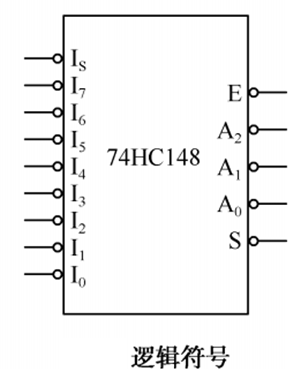 I_S
I_7
I_6
I_5
I_4
I_3
I_2
I_1
I_0
74HC148
E
A_2
A_1
A_0
S
逻辑符号